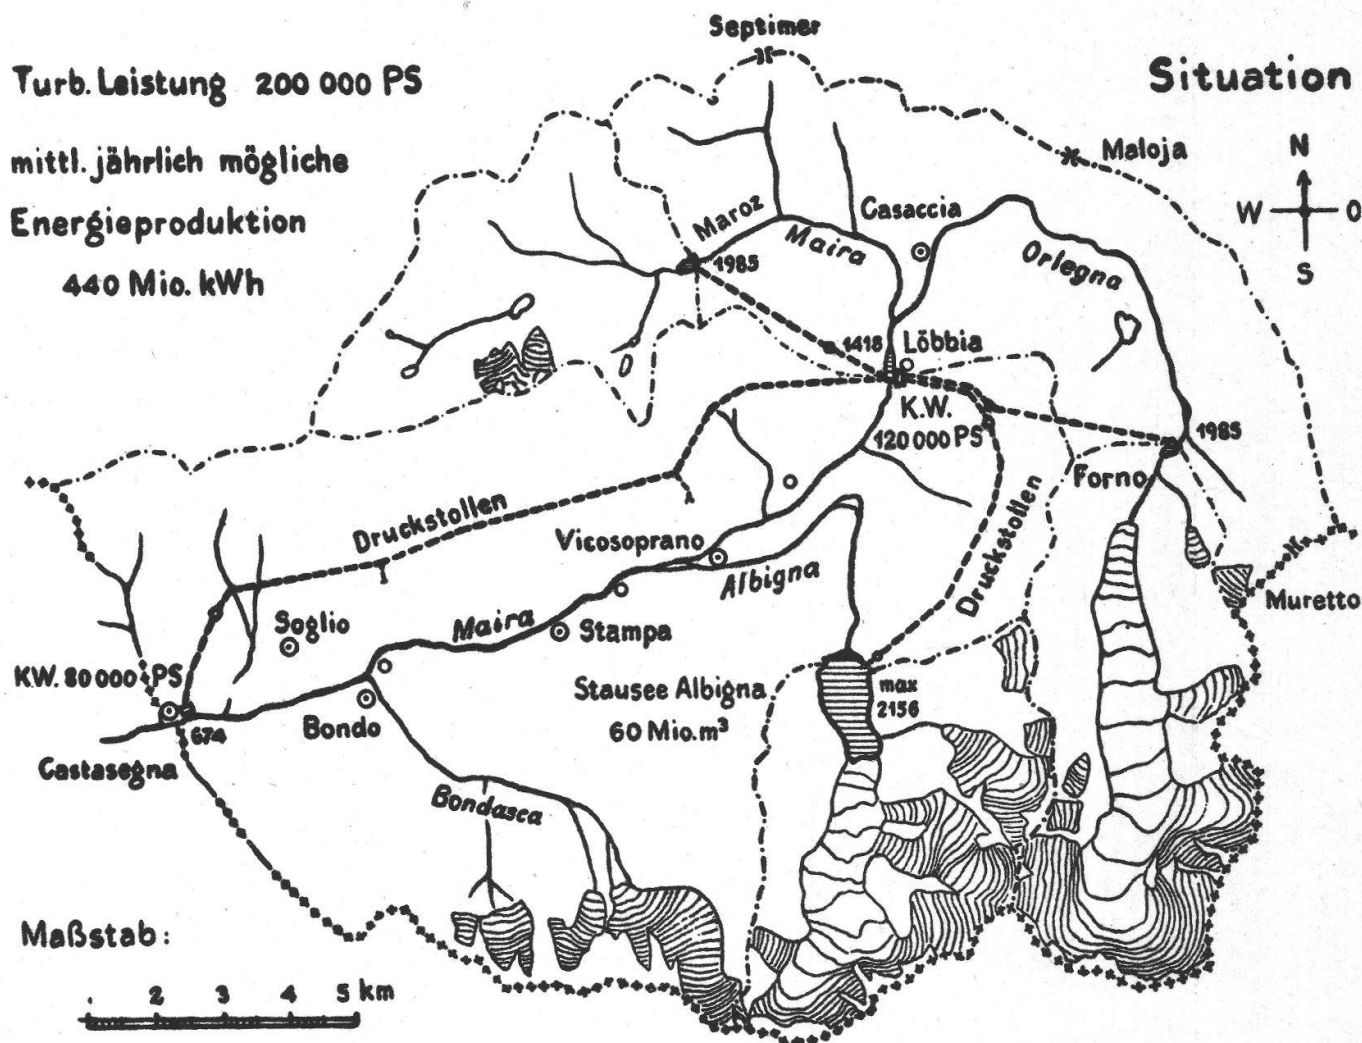 Septimer
Turb. Leistung 200 000 PS
Situation
mittl. jährlich mögliche
Energieproduktion
440 Mio. kWh
Maloja
N
W
O
S
Maroz
Casaccia
Maira
Orlegna
1985
1418
Löbbia
K.W.
120 000 PS
1985
Forno
Druckstollen
Druckstollen
Vicosoprano
Albigna
Muretto
Soglio
Maira
Stampa
K.W. 80 000 PS
Stausee Albigna
60 Mio. m³
max
2156
674
Bondo
Castasegna
Bondasca
Maßstab:
2 3 4 5 km